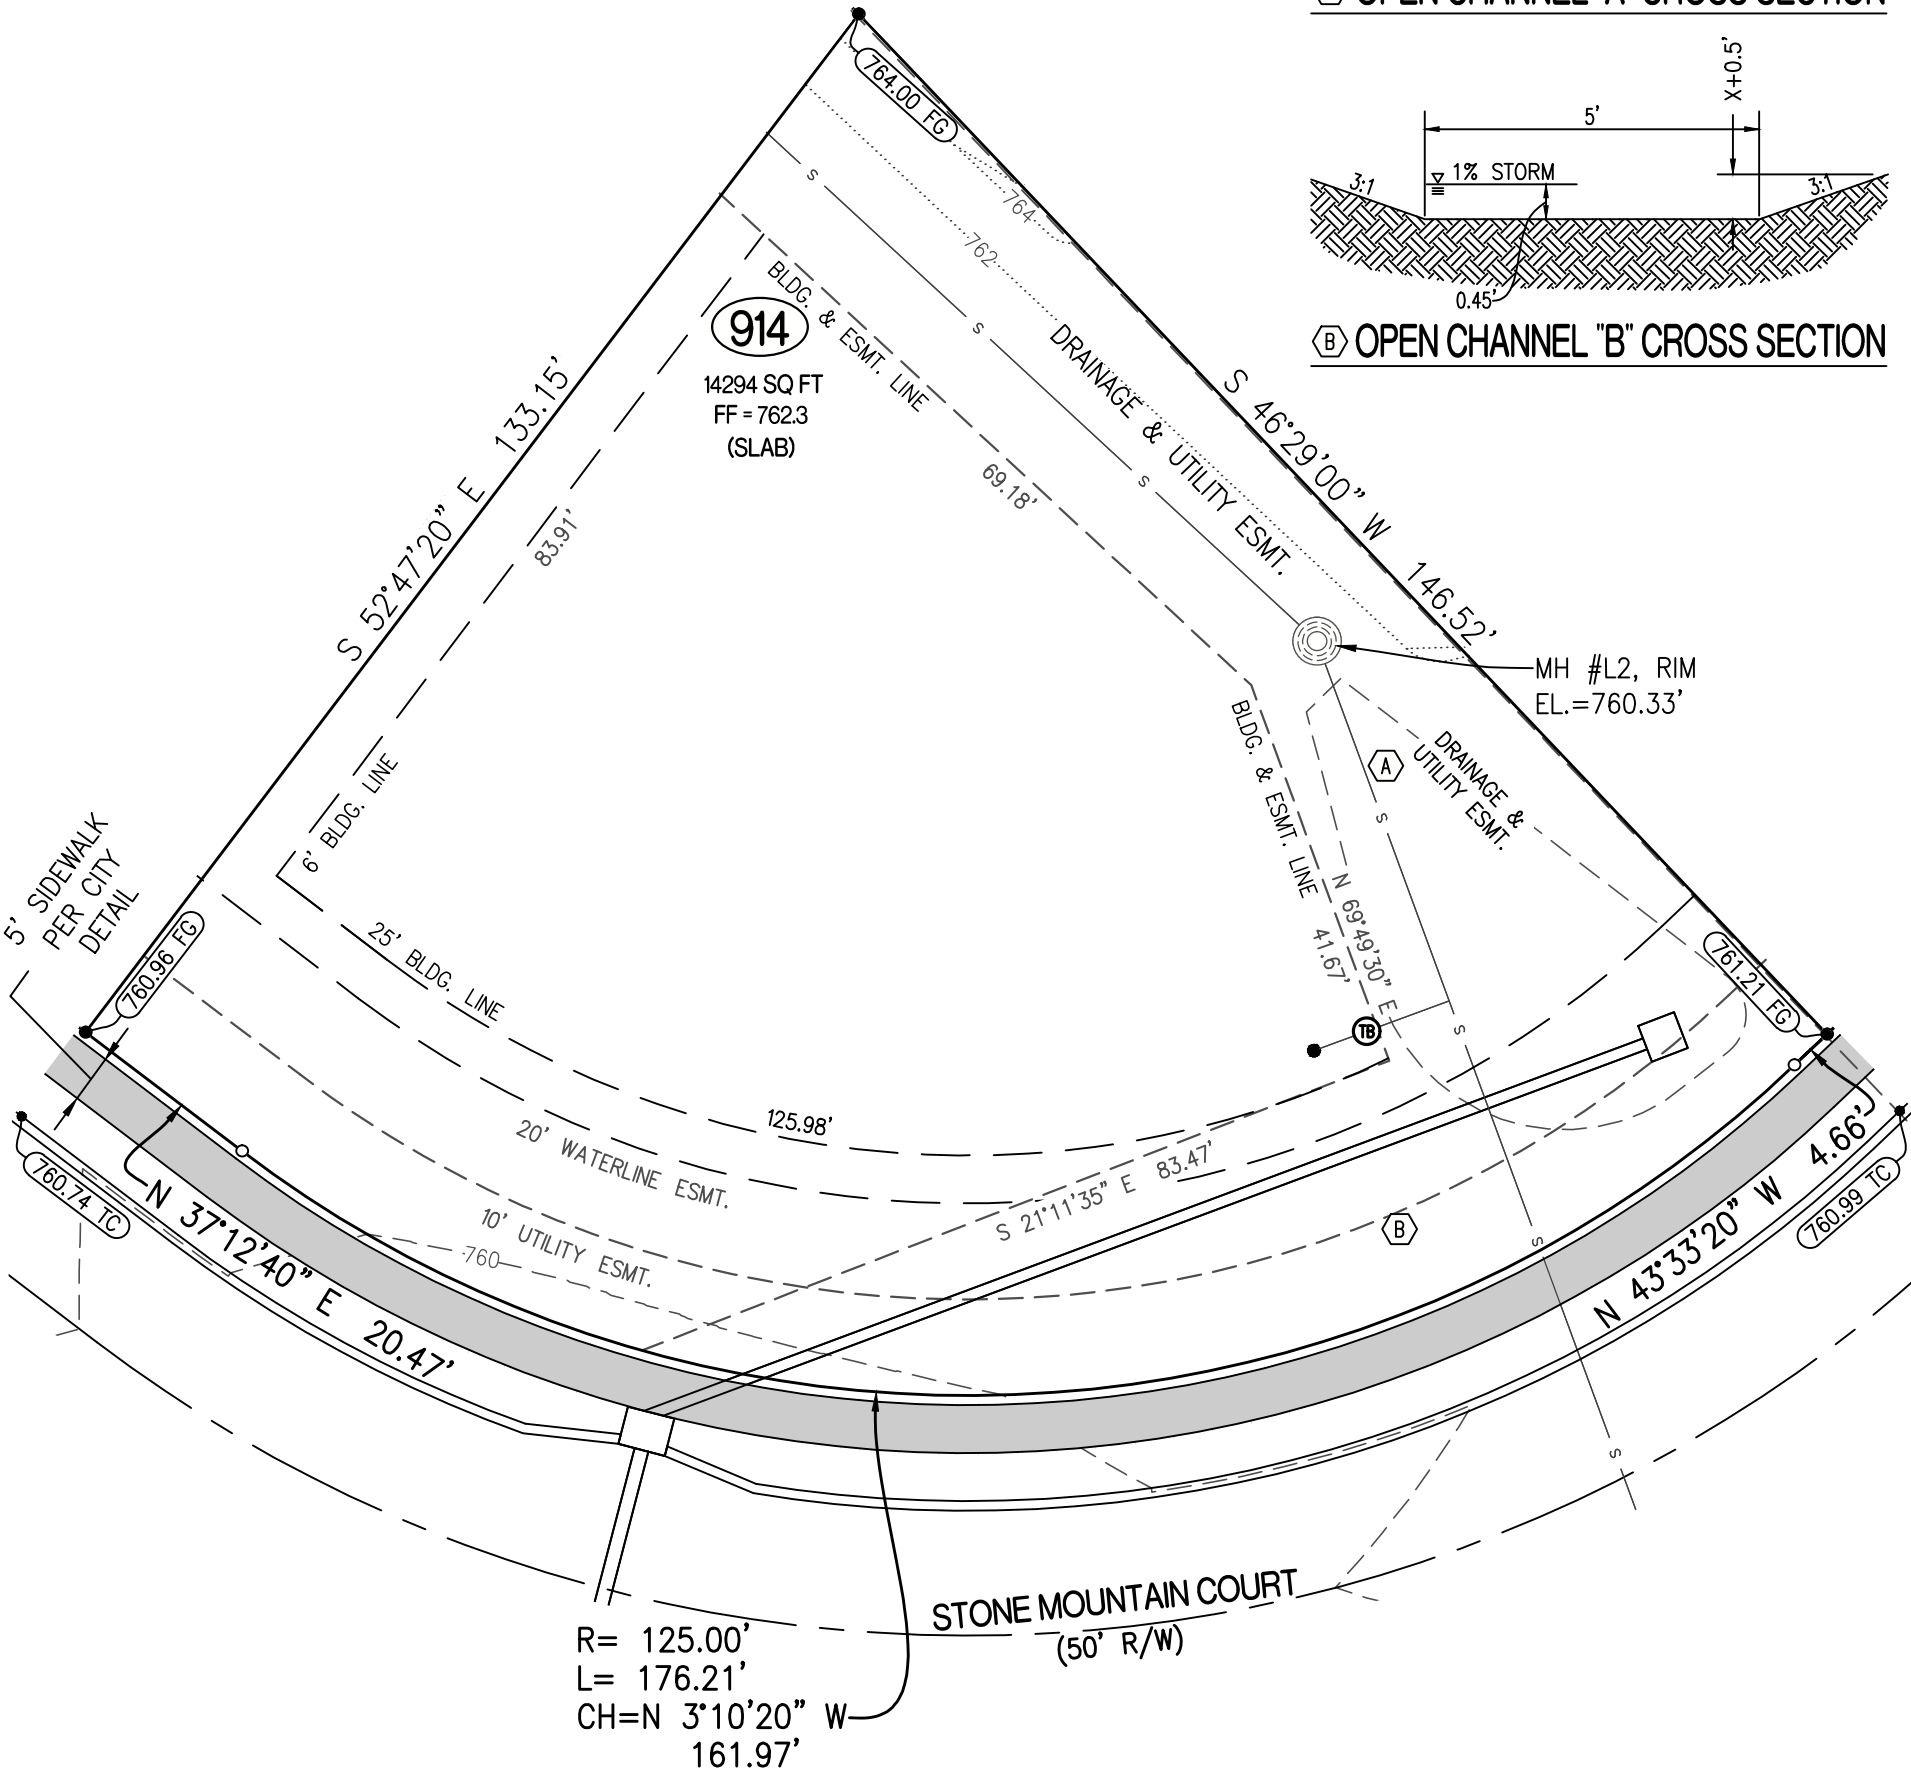 OPEN CHANNEL "A" CROSS SECTION
X+0.5'
5'
1% STORM
3:1
3:1
0.45'
B OPEN CHANNEL "B" CROSS SECTION
764.00 FG
s
764
762
BLDG. & ESMT. LINE
914
14294 SQ FT
FF = 762.3
(SLAB)
s
DRAINAGE & UTILITY ESMT.
S 46°29'00" W 146.52'
S 52°47'20" E 133.15'
83.91'
69.18'
s
MH #L2, RIM
EL.=760.33'
BLDG. & ESMT. LINE
A
DRAINAGE &
UTILITY ESMT.
s
6' BLDG. LINE
5' SIDEWALK
PER CITY
DETAIL
760.96 FG
25' BLDG. LINE
N 69°49'30" E
41.67'
761.21 FG
TB
s
125.98'
20' WATERLINE ESMT.
S 21°11'35" E 83.47'
10' UTILITY ESMT.
760
B
s
760.74 TC
N 37°12'40" E 20.47'
N 43°33'20" W 4.66'
760.99 TC
s
STONE MOUNTAIN COURT
(50' R/W)
R= 125.00'
L= 176.21'
CH=N 3°10'20" W
161.97'